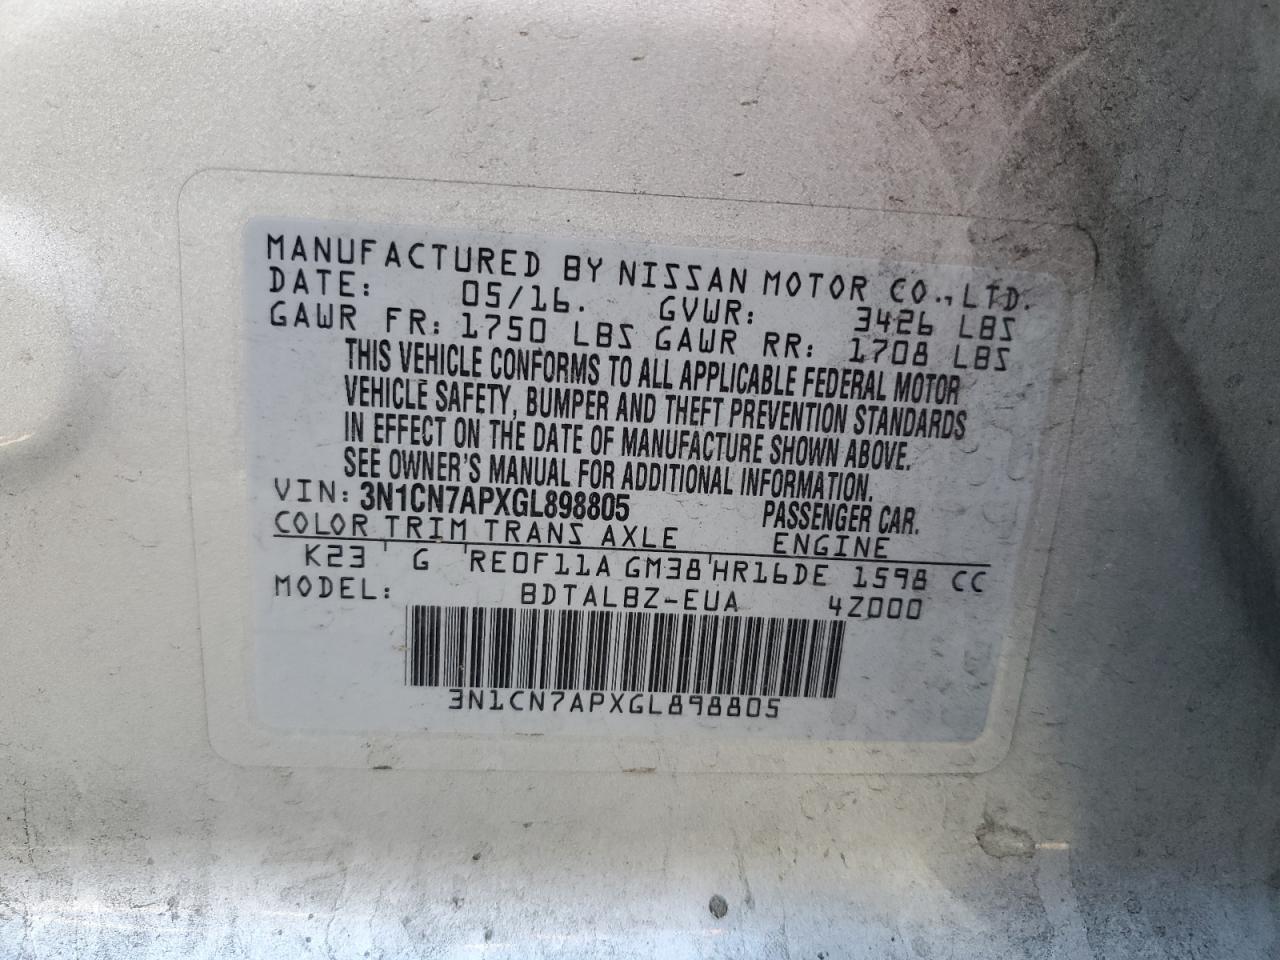 MANUFACTURED BY NISSAN MOTOR CO., LTD.
DATE: 05/16. GVWR: 3426 LBS
GAWR FR: 1750 LBS GAWR RR: 1708 LBS
THIS VEHICLE CONFORMS TO ALL APPLICABLE FEDERAL MOTOR
VEHICLE SAFETY, BUMPER AND THEFT PREVENTION STANDARDS
IN EFFECT ON THE DATE OF MANUFACTURE SHOWN ABOVE.
SEE OWNER'S MANUAL FOR ADDITIONAL INFORMATION.
VIN: 3N1CN7APXGL898805 PASSENGER CAR.
COLOR TRIM TRANS AXLE ENGINE
K23 ' G ' RE0F11A GM38 ' HR16DE 1598 CC
MODEL: BDTALBZ-EUA 4Z000
3N1CN7APXGL898805